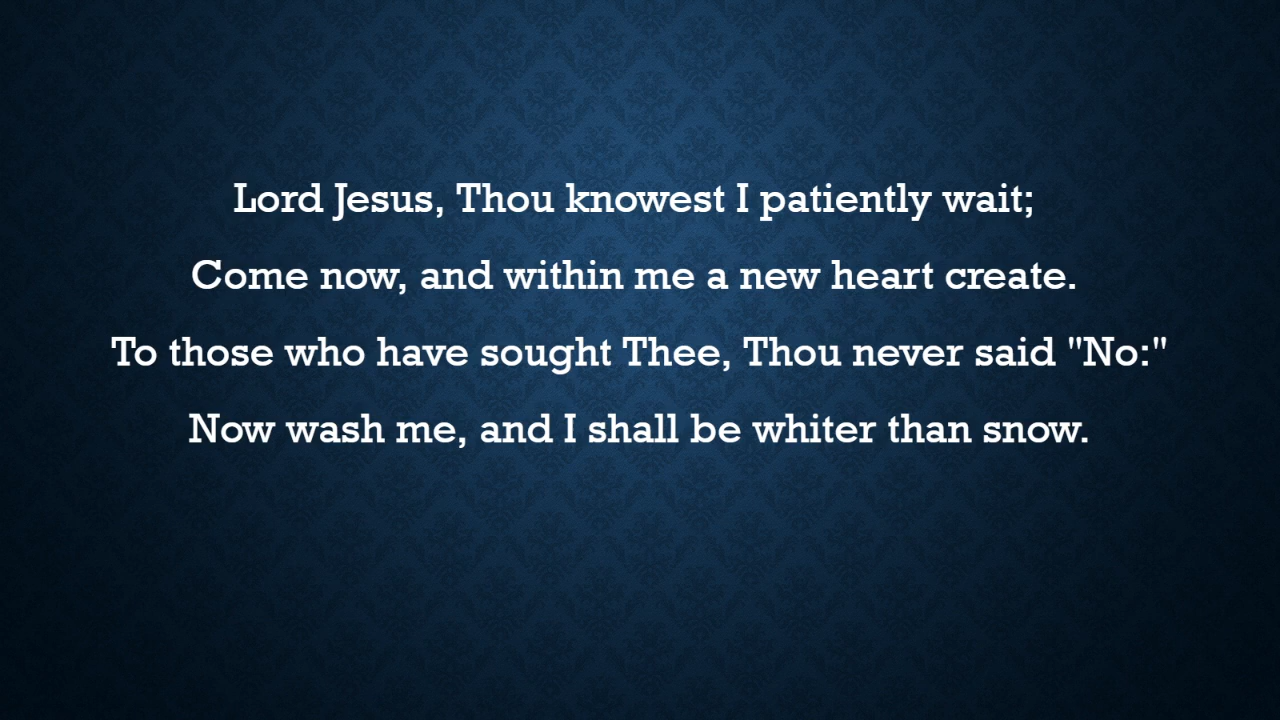 Lord Jesus, Thou knowest I patiently wait;
Come now, and within me a new heart create.
To those who have sought Thee, Thou never said "No:"
Now wash me, and I shall be whiter than snow.